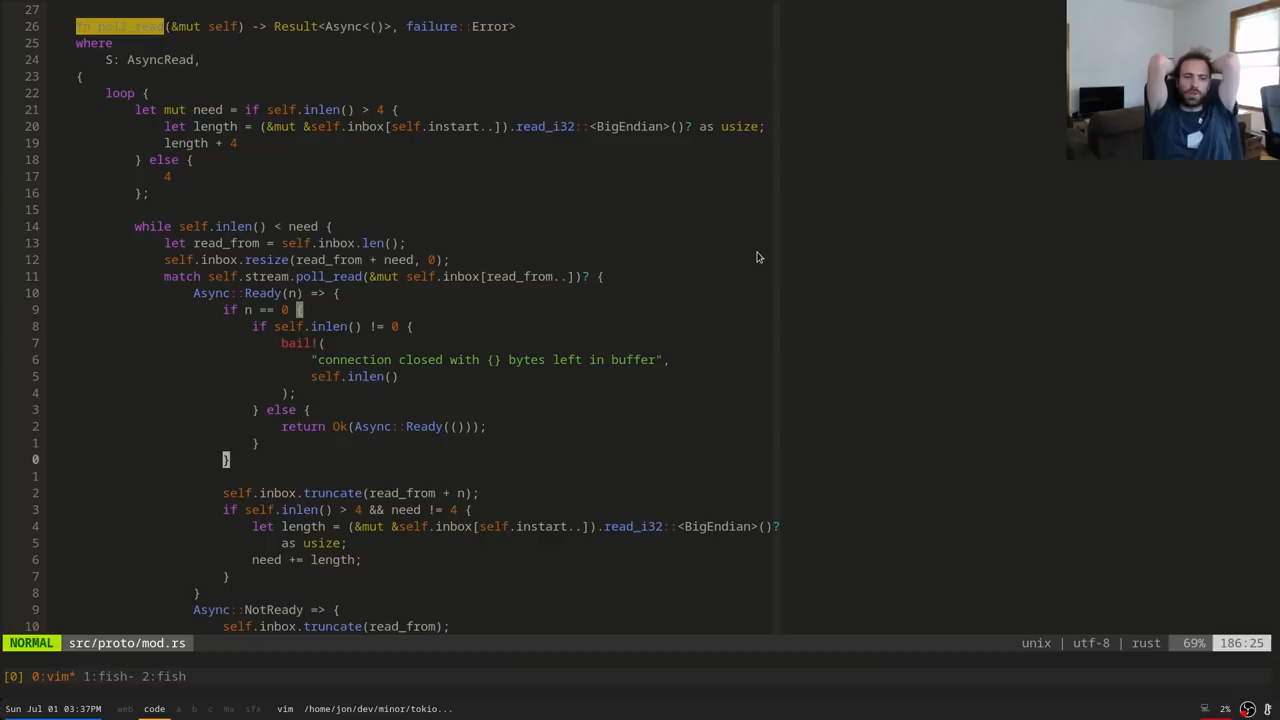 27
26 fn poll_read(&mut self) -> Result<Async<()>, failure::Error>
25 where
24 S: AsyncRead,
23 {
22 loop {
21 let mut need = if self.inlen() > 4 {
20 let length = (&mut &self.inbox[self.instart..]).read_i32::<BigEndian>()? as usize;
19 length + 4
18 } else {
17 4
16 };
15
14 while self.inlen() < need {
13 let read_from = self.inbox.len();
12 self.inbox.resize(read_from + need, 0);
11 match self.stream.poll_read(&mut self.inbox[read_from..])? {
10 Async::Ready(n) => {
9 if n == 0 {
8 if self.inlen() != 0 {
7 bail!(
6 "connection closed with {} bytes left in buffer",
5 self.inlen()
4 );
3 } else {
2 return Ok(Async::Ready(()));
1 }
0 }
1
2 self.inbox.truncate(read_from + n);
3 if self.inlen() > 4 && need != 4 {
4 let length = (&mut &self.inbox[self.instart..]).read_i32::<BigEndian>()?
5 as usize;
6 need += length;
7 }
8 }
9 Async::NotReady => {
10 self.inbox.truncate(read_from);
NORMAL src/proto/mod.rs unix | utf-8 | rust 69% 186:25
[0] 0:vim* 1:fish- 2:fish
Sun Jul 01 03:37PM web code a b c mx sfx vim /home/jon/dev/minor/tokio... 2%